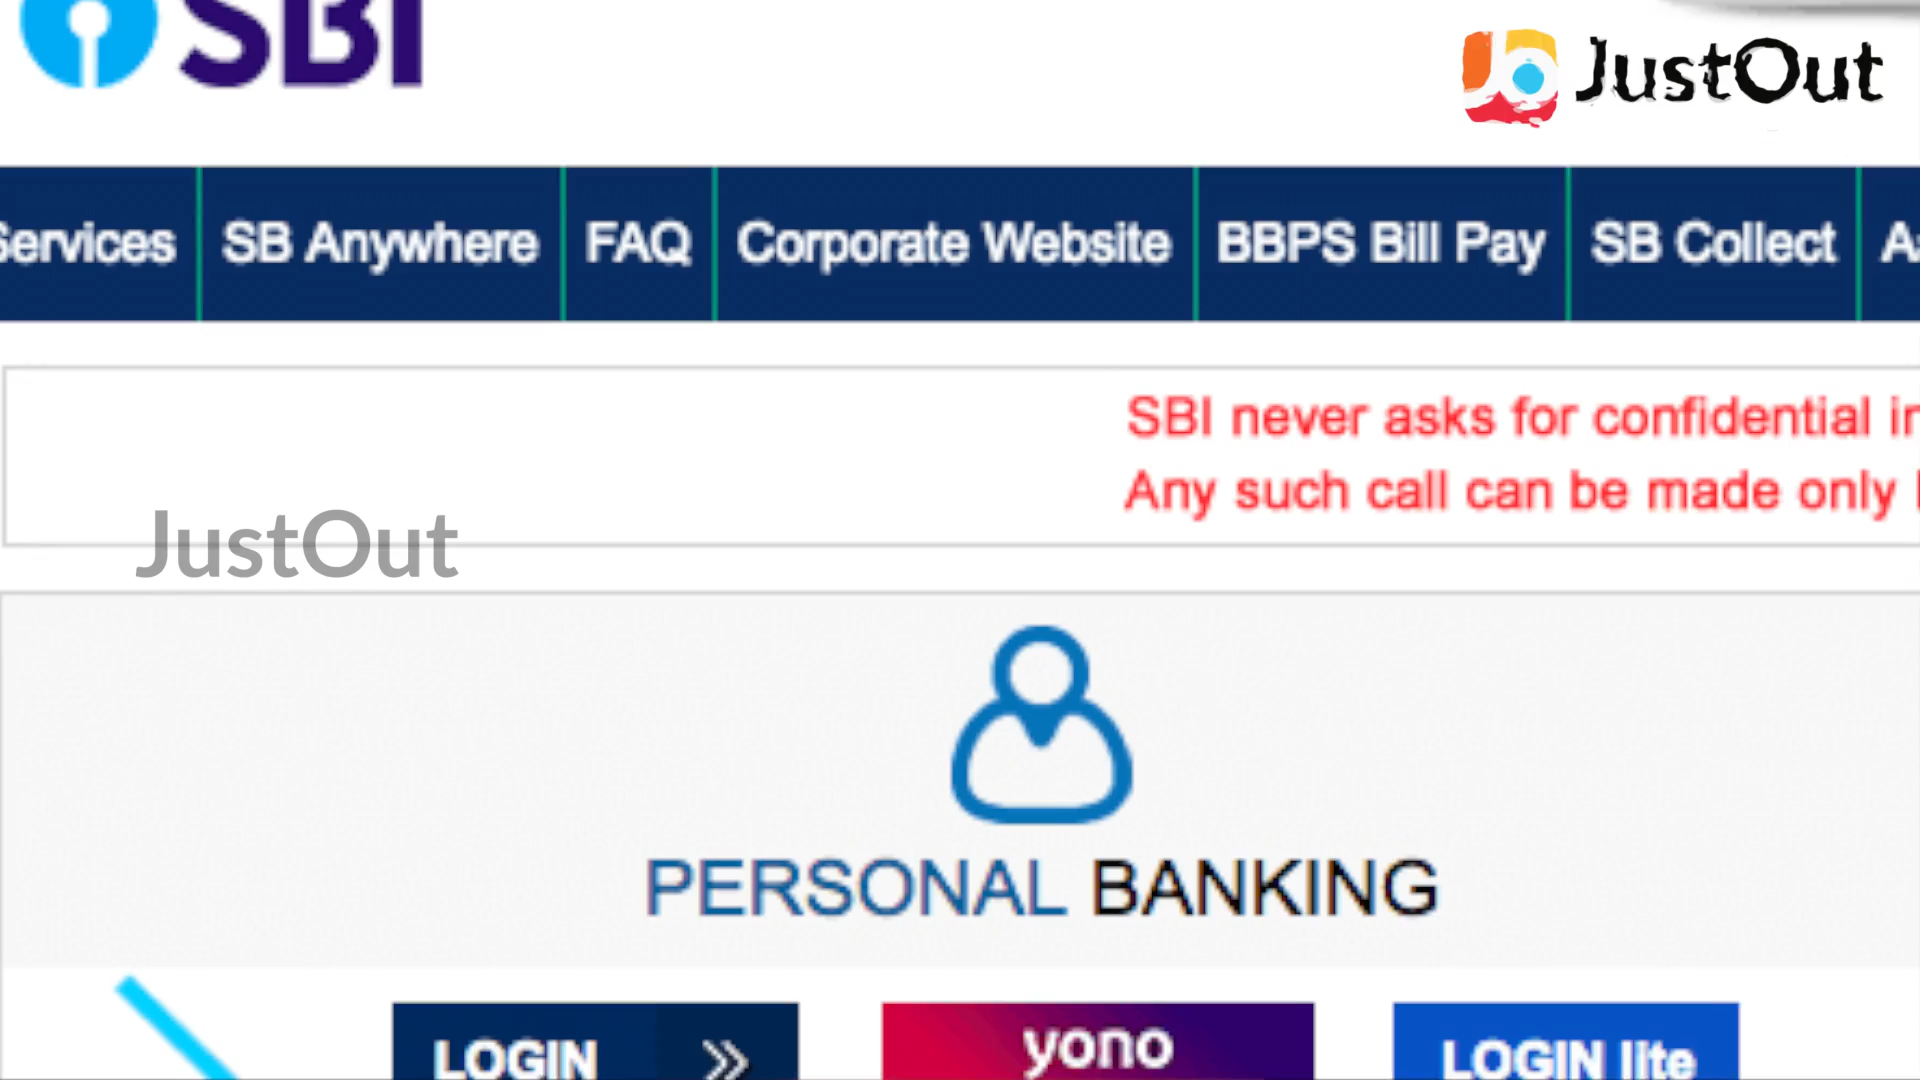 SBI
JustOut
Services
SB Anywhere
FAQ
Corporate Website
BBPS Bill Pay
SB Collect
SBI never asks for confidential
Any such call can be made only
JustOut
PERSONAL BANKING
LOGIN
yono
LOGIN lite